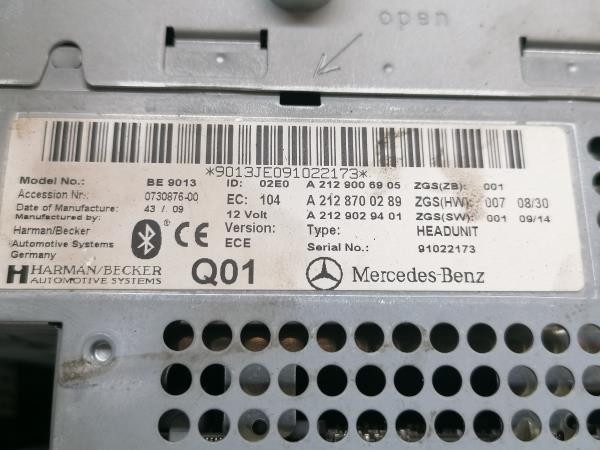 open
*9013JE091022173*
Model No.: BE 9013 ID: 02E0 A 212 900 69 05 ZGS(ZB): 001
Accession Nr.: 0730876-00 EC: 104 A 212 870 02 89 ZGS(HW): 007 08/30
Date of Manufacture: 43 / 09 12 Volt A 212 902 94 01 ZGS(SW): 001 09/14
Manufactured by: Version: Type: HEADUNIT
Harman/Becker ECE Serial No.: 91022173
Automotive Systems
Germany
HARMAN/BECKER
AUTOMOTIVE SYSTEMS
Q01
Mercedes-Benz